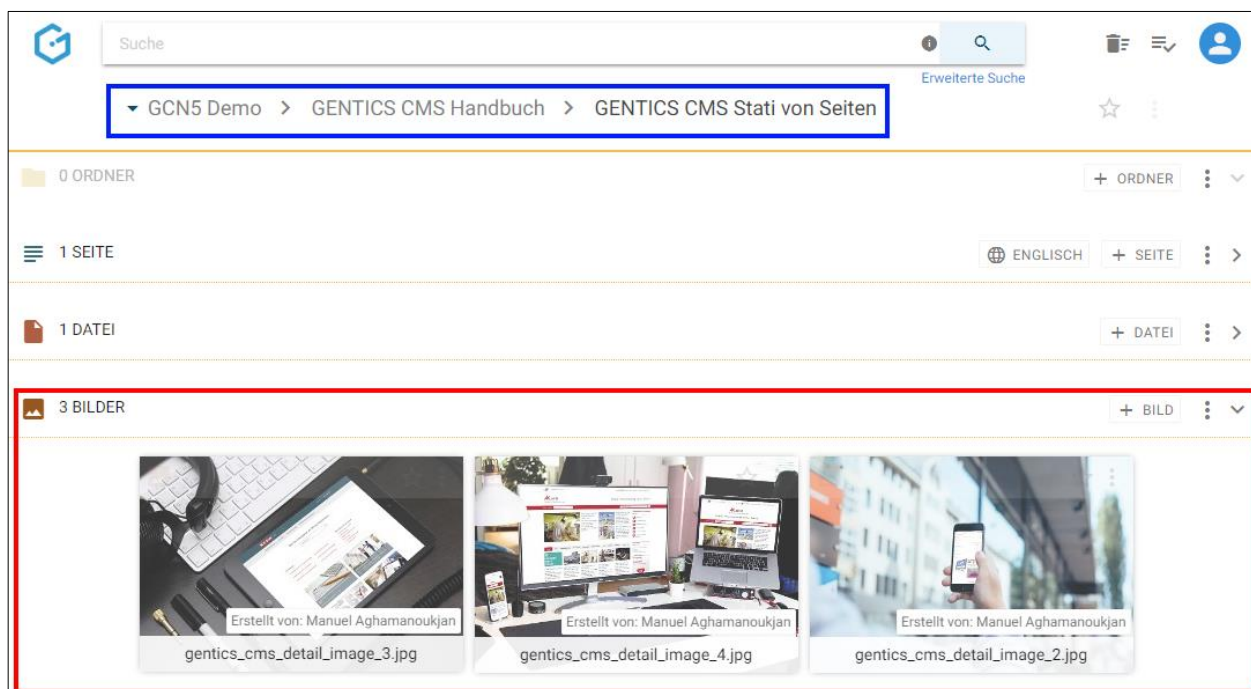 Suche
Erweiterte Suche
GCN5 Demo > GENTICS CMS Handbuch > GENTICS CMS Stati von Seiten
0 ORDNER
+ ORDNER
1 SEITE
ENGLISCH
+ SEITE
1 DATEI
+ DATEI
3 BILDER
+ BILD
Erstellt von: Manuel Aghamanoukjan
Erstellt von: Manuel Aghamanoukjan
Erstellt von: Manuel Aghamanoukjan
gentics_cms_detail_image_3.jpg
gentics_cms_detail_image_4.jpg
gentics_cms_detail_image_2.jpg